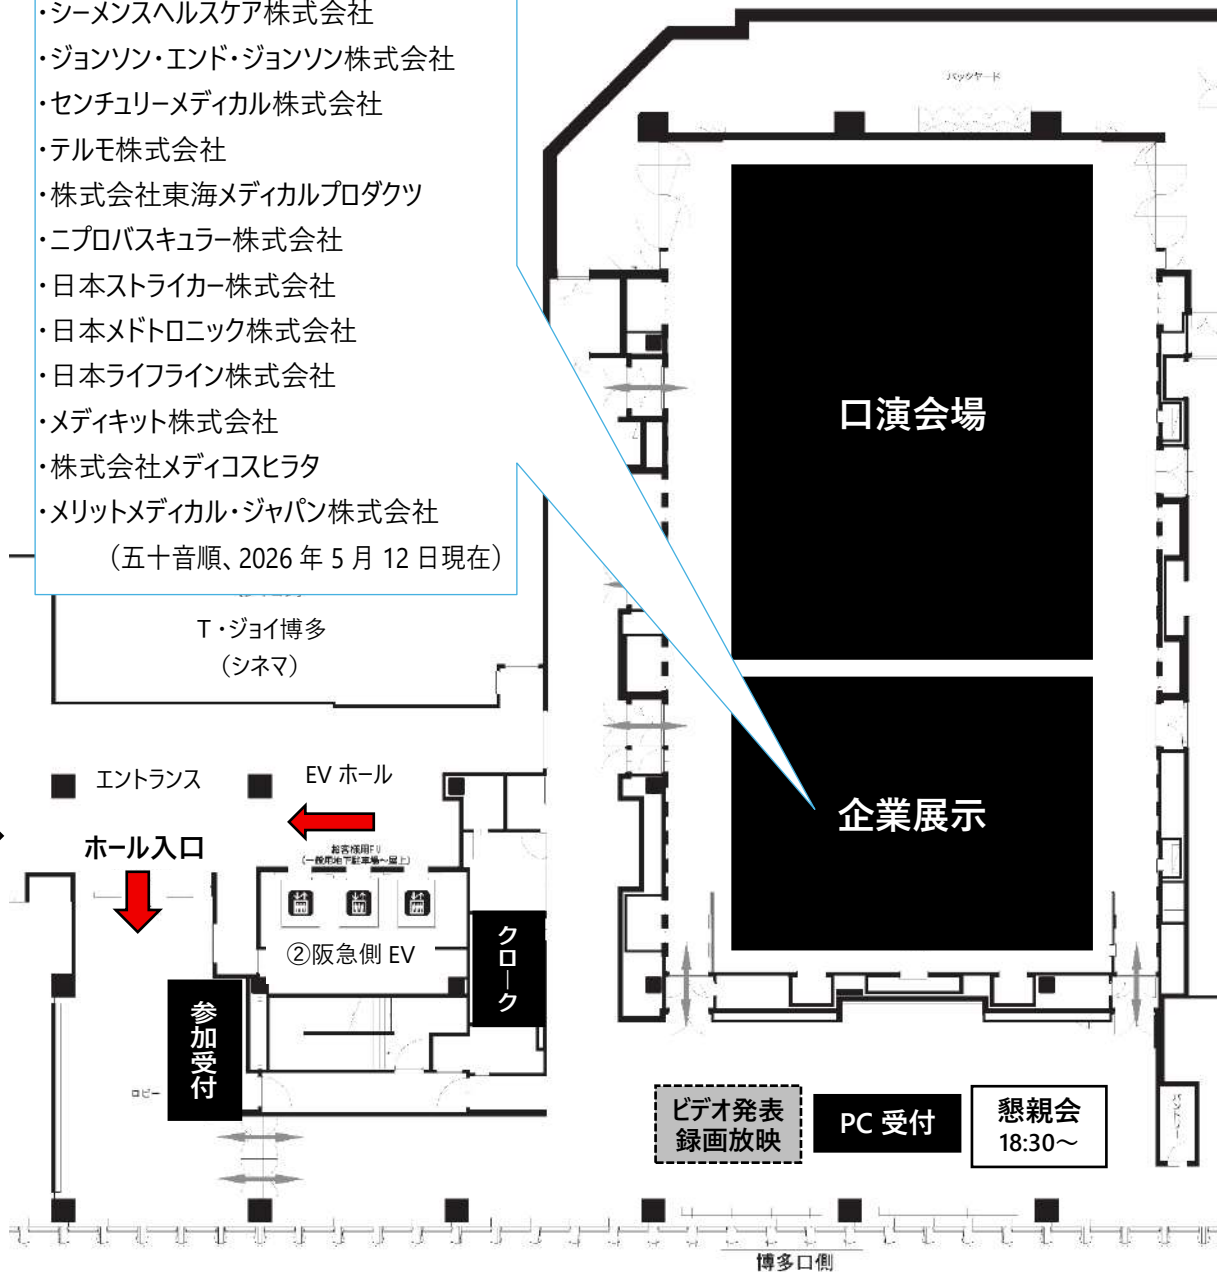 ・シーメンスヘルスケア株式会社
・ジョンソン・エンド・ジョンソン株式会社
・センチュリーメディカル株式会社
・テルモ株式会社
・株式会社東海メディカルプロダクツ
・ニプロバスキュラー株式会社
・日本ストライカー株式会社
・日本メドトロニック株式会社
・日本ライフライン株式会社
・メディキット株式会社
・株式会社メディコスヒラタ
・メリットメディカル・ジャパン株式会社
（五十音順、2026 年 5 月 12 日現在）
バックヤード
口演会場
企業展示
T・ジョイ博多
（シネマ）
エントランス
EV ホール
ホール入口
②阪急側 EV
クローク
参加受付
ロビー
ビデオ発表
録画放映
PC 受付
懇親会
18:30～
パントリー
博多口側